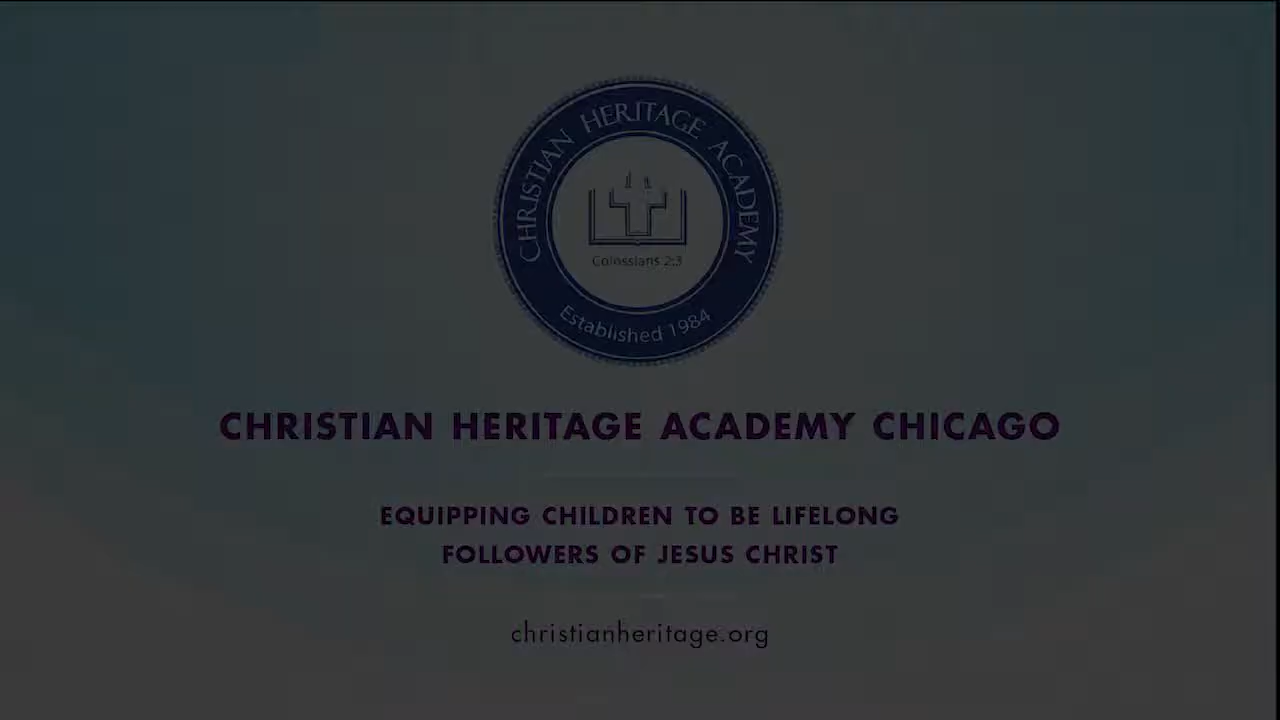 CHRISTIAN HERITAGE ACADEMY
Colossians 2:3
Established 1984
CHRISTIAN HERITAGE ACADEMY CHICAGO
EQUIPPING CHILDREN TO BE LIFELONG
FOLLOWERS OF JESUS CHRIST
christianheritage.org